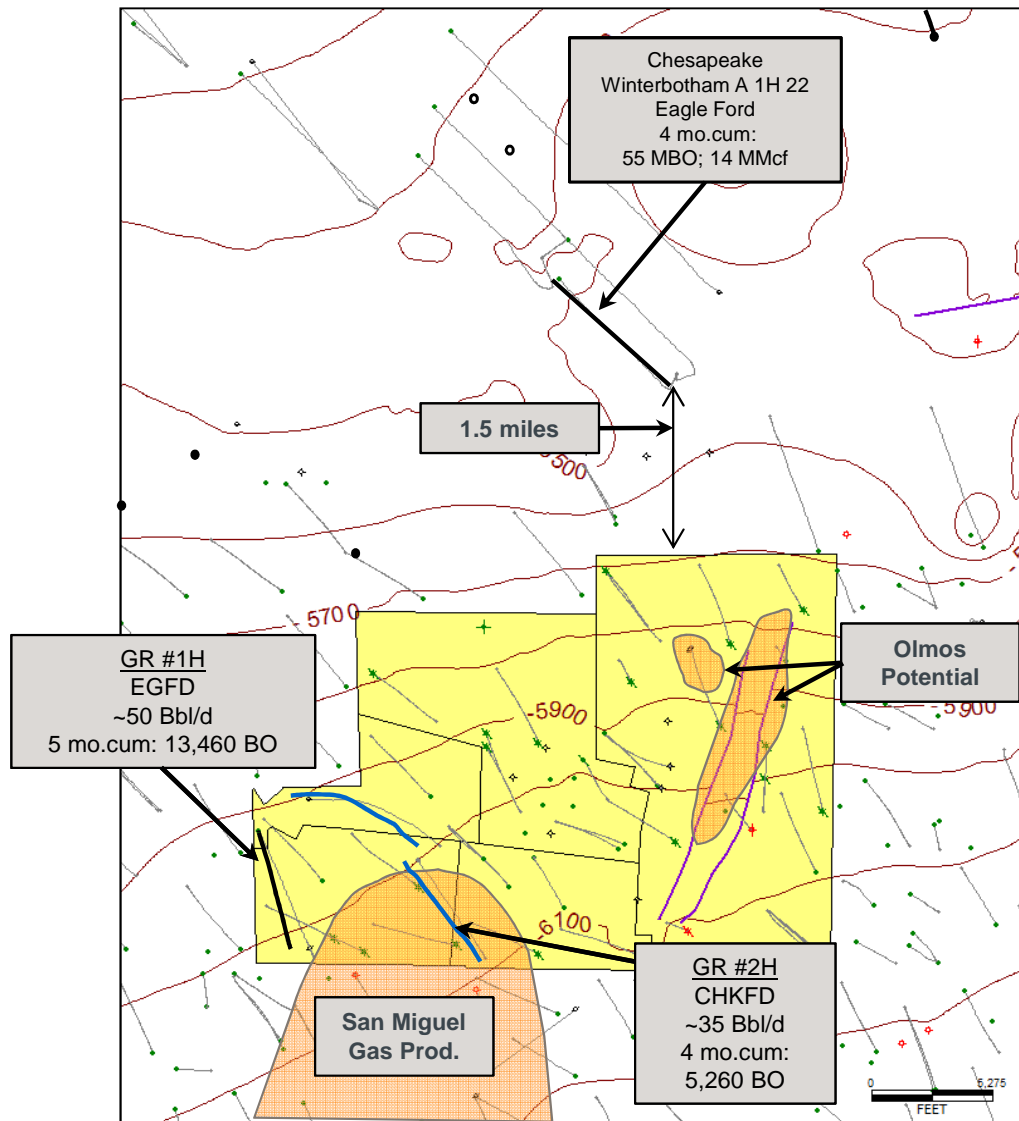 Chesapeake
Winterbotham A 1H 22
Eagle Ford
4 mo.cum:
55 MBO; 14 MMcf
1.5 miles
500
- 5700
GR #1H
EGFD
~50 Bbl/d
5 mo.cum: 13,460 BO
Olmos
Potential
-5900
- 5900
-6100
San Miguel
Gas Prod.
GR #2H
CHKFD
~35 Bbl/d
4 mo.cum:
5,260 BO
0 5,275
FEET